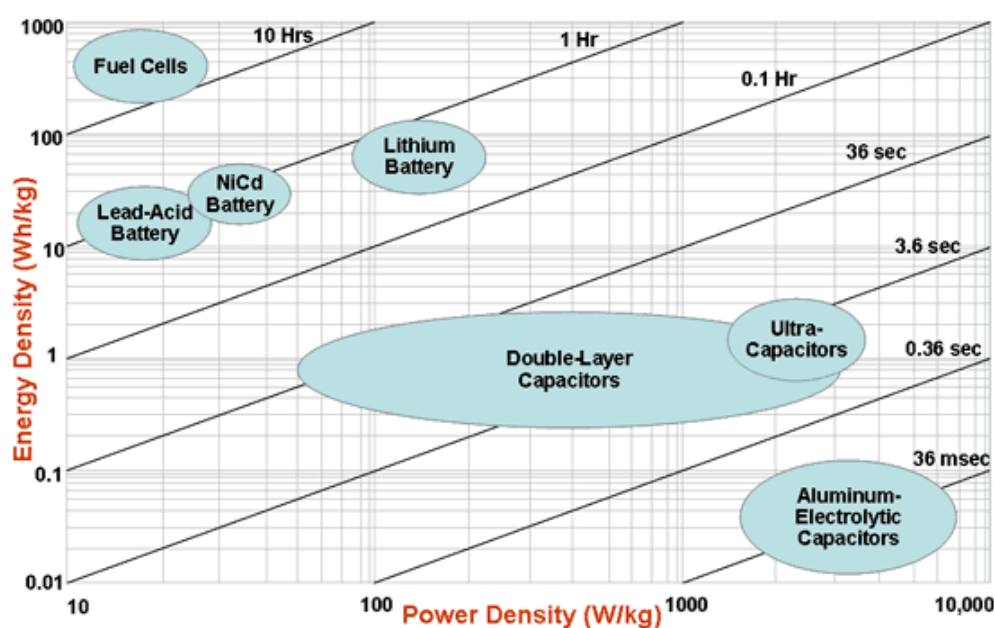 1000
100
10
1
0.1
0.01
Energy Density (Wh/kg)
10 Hrs
1 Hr
0.1 Hr
36 sec
3.6 sec
0.36 sec
36 msec
Fuel Cells
Lithium
Battery
NiCd
Battery
Lead-Acid
Battery
Ultra-
Capacitors
Double-Layer
Capacitors
Aluminum-
Electrolytic
Capacitors
10
100
1000
10,000
Power Density (W/kg)